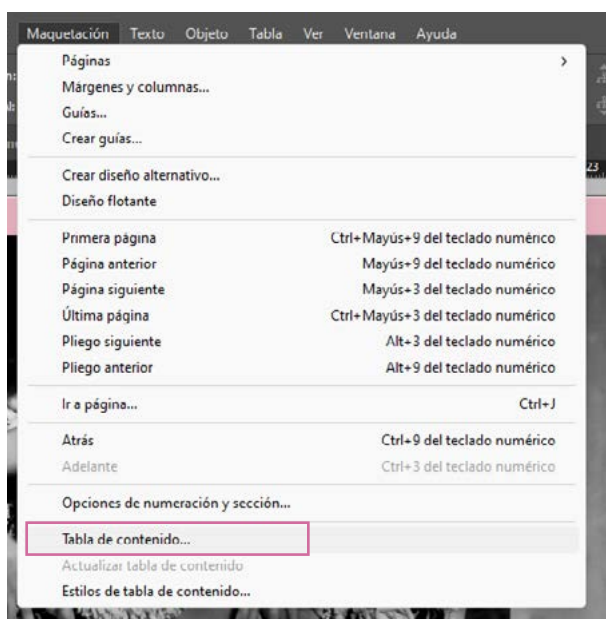 Maquetación Texto Objeto Tabla Ver Ventana Ayuda
Páginas
Márgenes y columnas...
Guías...
Crear guías...
23
Crear diseño alternativo...
Diseño flotante
Primera página Ctrl+Mayús+9 del teclado numérico
Página anterior Mayús+9 del teclado numérico
Página siguiente Mayús+3 del teclado numérico
Última página Ctrl+Mayús+3 del teclado numérico
Pliego siguiente Alt+3 del teclado numérico
Pliego anterior Alt+9 del teclado numérico
Ir a página... Ctrl+J
Atrás Ctrl+9 del teclado numérico
Adelante Ctrl+3 del teclado numérico
Opciones de numeración y sección...
Tabla de contenido...
Actualizar tabla de contenido
Estilos de tabla de contenido...